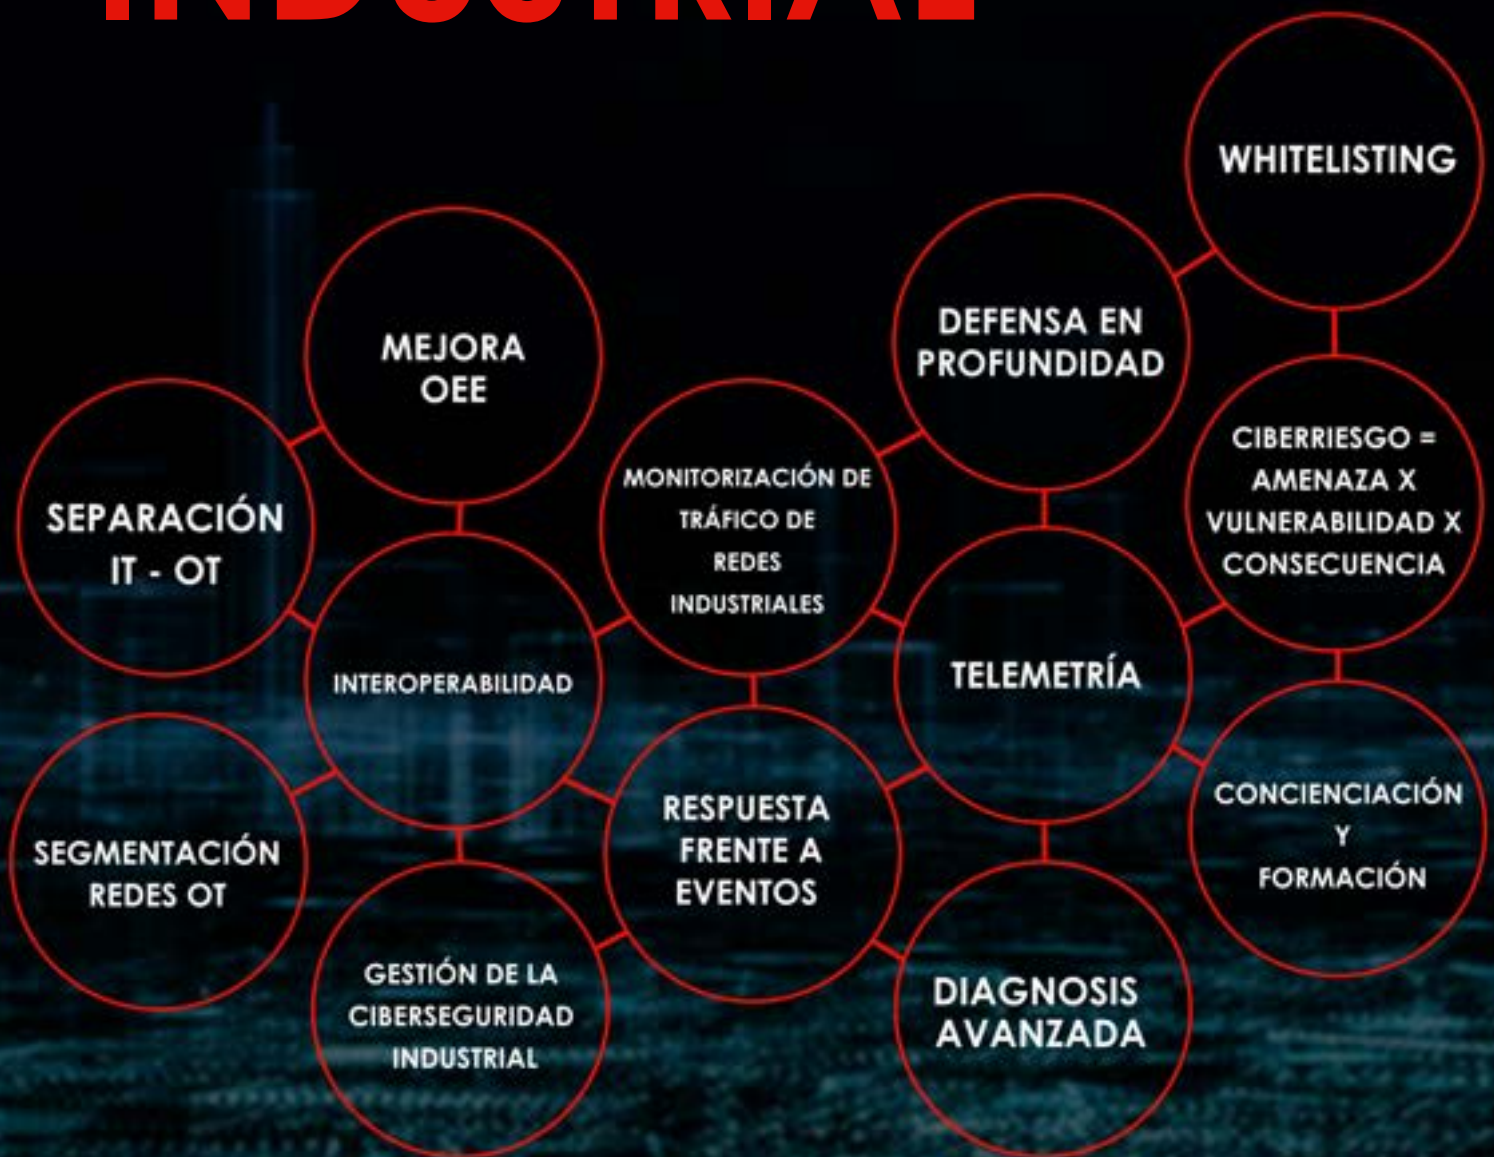 INDUSTRIAL
WHITELISTING
MEJORA
OEE
DEFENSA EN
PROFUNDIDAD
SEPARACIÓN
IT - OT
MONITORIZACIÓN DE
TRÁFICO DE
REDES
INDUSTRIALES
CIBERRIESGO =
AMENAZA X
VULNERABILIDAD X
CONSECUENCIA
INTEROPERABILIDAD
TELEMETRÍA
SEGMENTACIÓN
REDES OT
RESPUESTA
FRENTE A
EVENTOS
CONCIENCIACIÓN
Y
FORMACIÓN
GESTIÓN DE LA
CIBERSEGURIDAD
INDUSTRIAL
DIAGNOSIS
AVANZADA